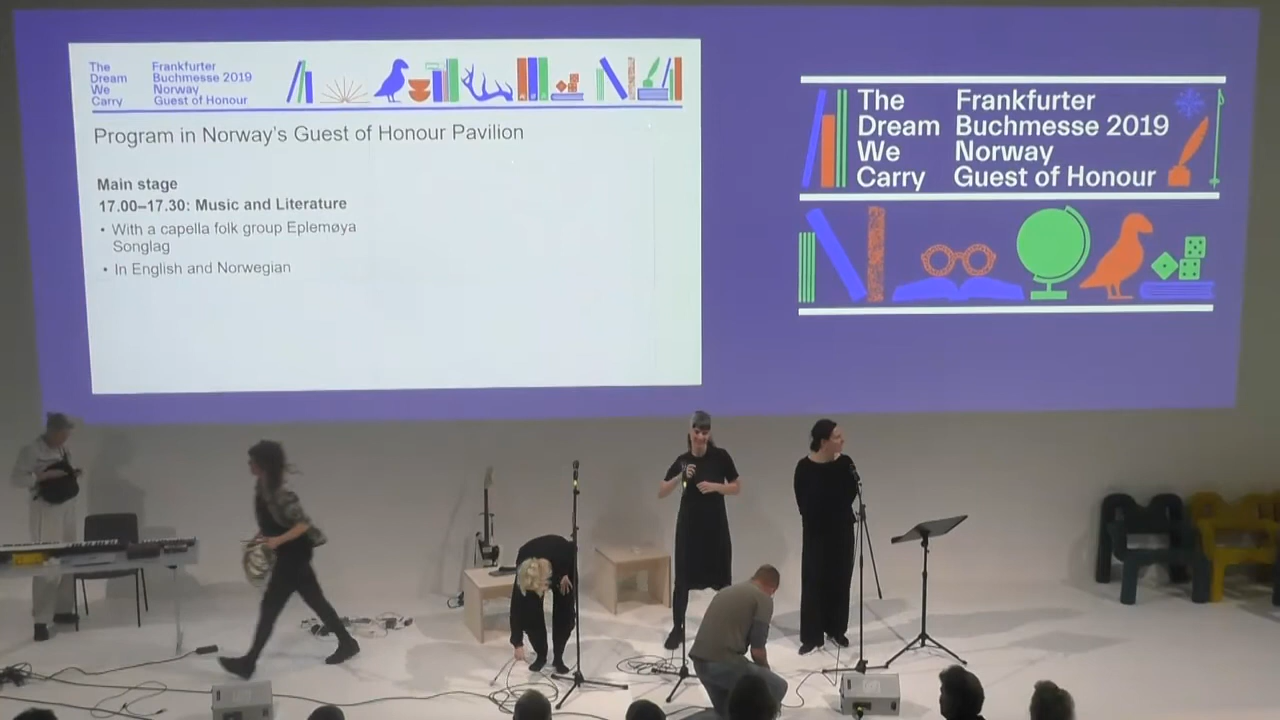 The Dream We Carry
Frankfurter Buchmesse 2019 Norway Guest of Honour
Program in Norway's Guest of Honour Pavilion
Main stage
17.00–17.30: Music and Literature
• With a capella folk group Eplemøya
Songlag
• In English and Norwegian
The Dream We Carry
Frankfurter Buchmesse 2019 Norway Guest of Honour